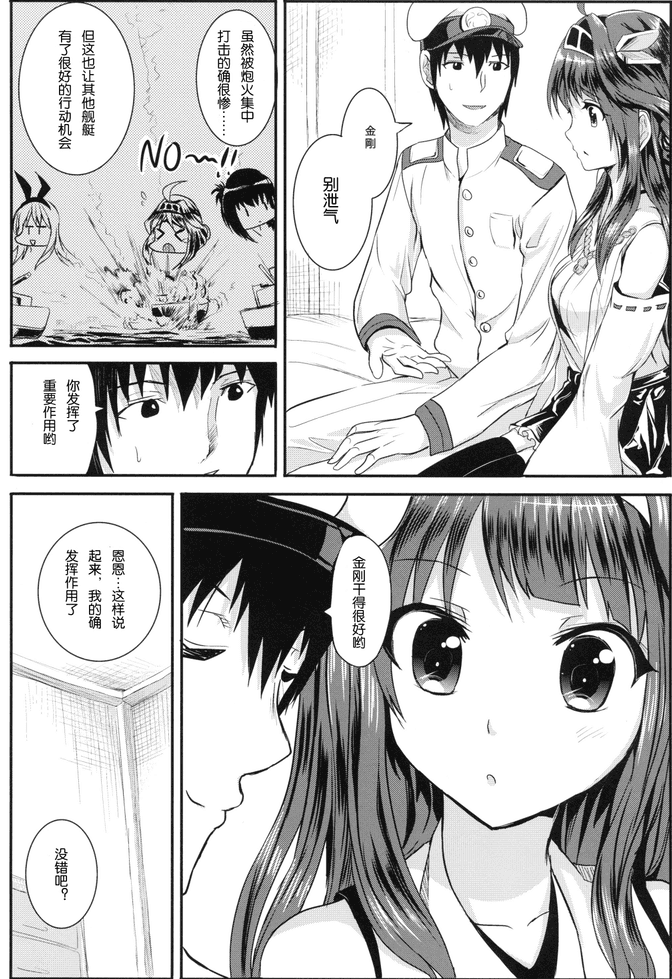 金刚
别泄气
虽然被炮火集中
打击的确很惨……
但这也让其他舰艇
有了很好的行动机会
NO~!!
你发挥了
重要作用哟
金刚干得很好哟
恩恩…这样说
起来，我的确
发挥作用了
没错吧？